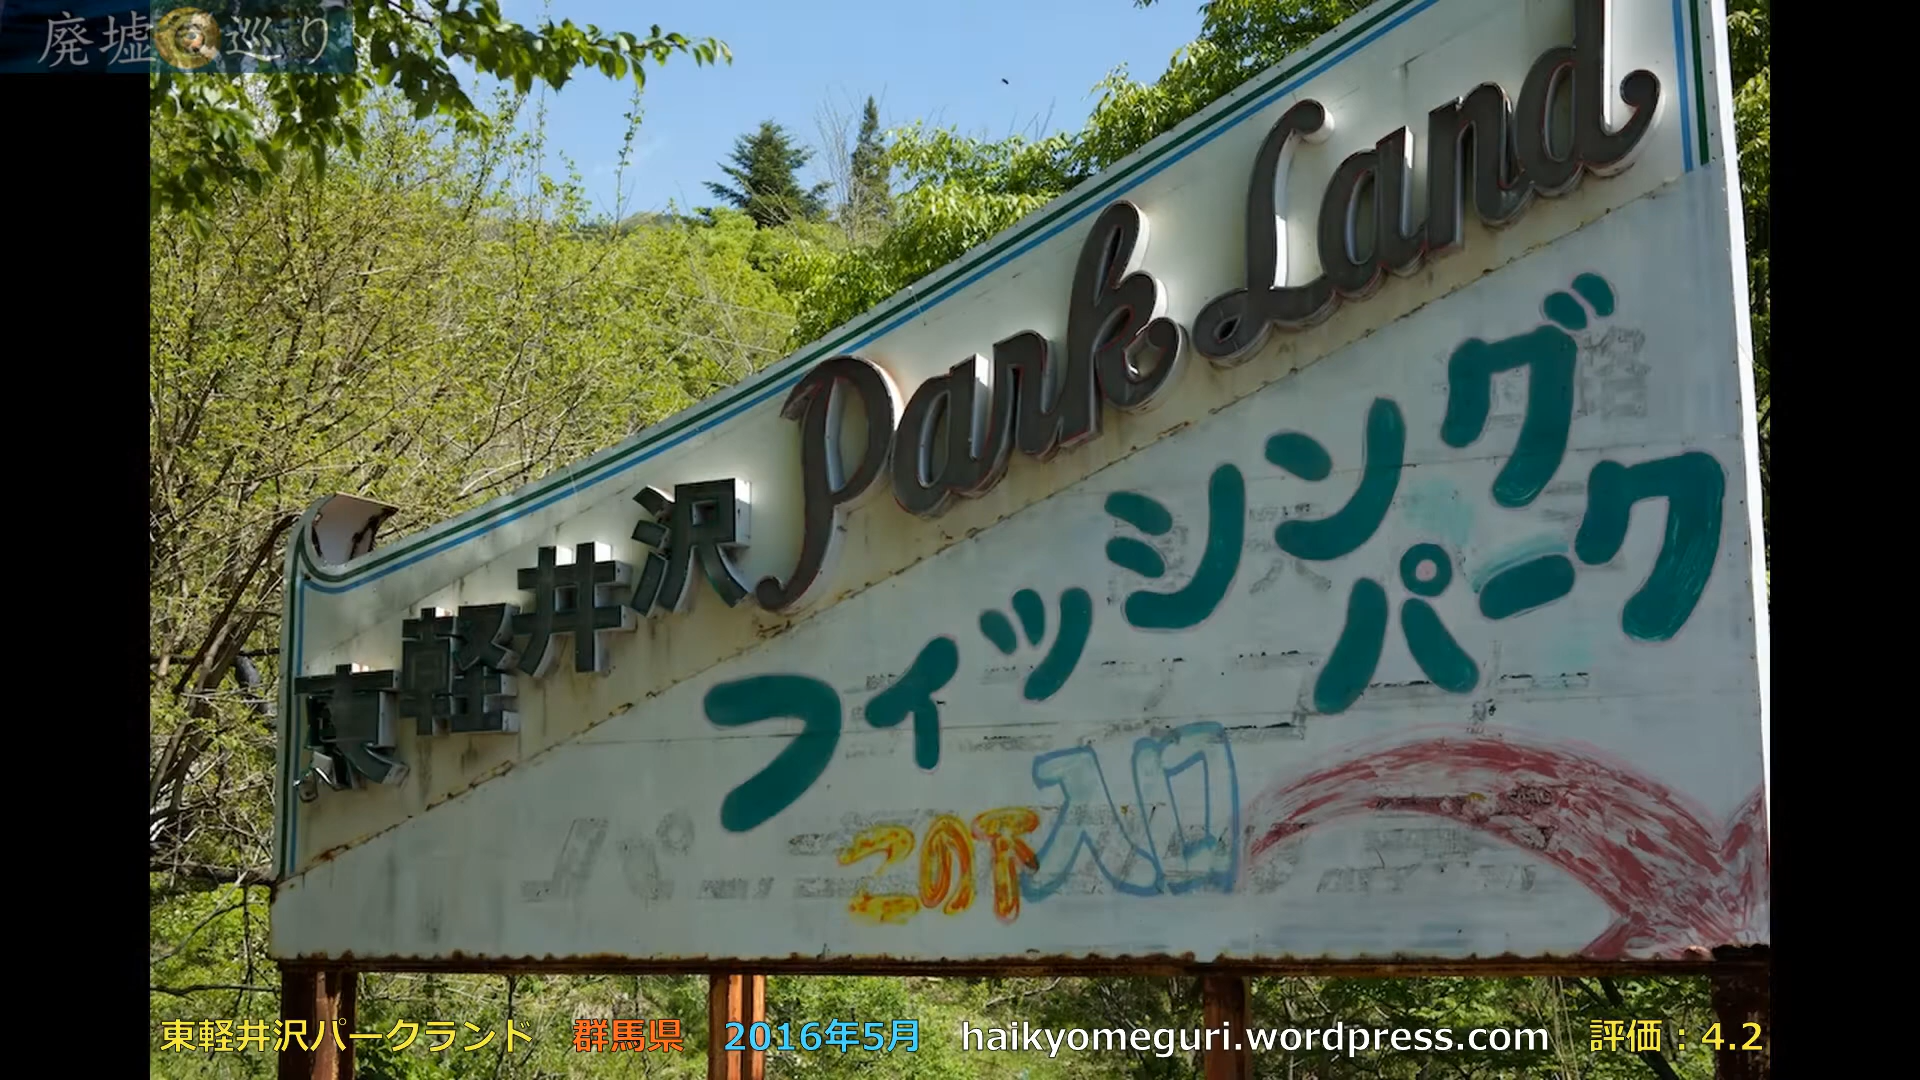 廃墟巡り
東軽井沢 Park Land
フィッシング
パーク
この下入口
東軽井沢パークランド 群馬県 2016年5月 haikyomeguri.wordpress.com 評価：4.2